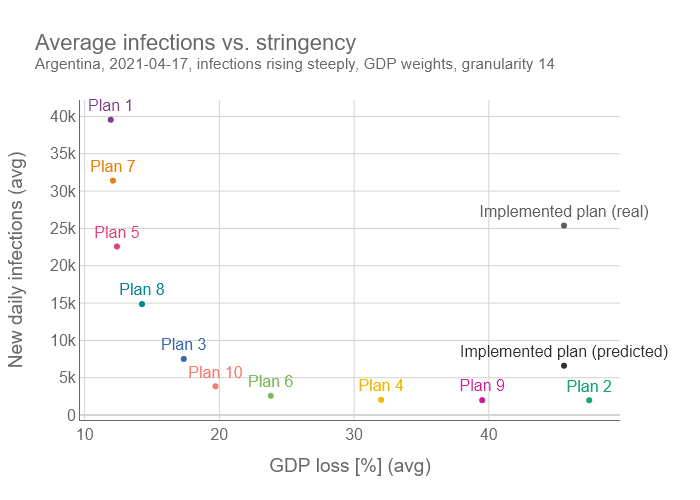 Average infections vs. stringency
Argentina, 2021-04-17, infections rising steeply, GDP weights, granularity 14
New daily infections (avg)
40k
35k
30k
25k
20k
15k
10k
5k
0
Plan 1
Plan 7
Implemented plan (real)
Plan 5
Plan 8
Plan 3
Implemented plan (predicted)
Plan 10
Plan 6
Plan 4
Plan 9
Plan 2
10
20
30
40
GDP loss [%] (avg)